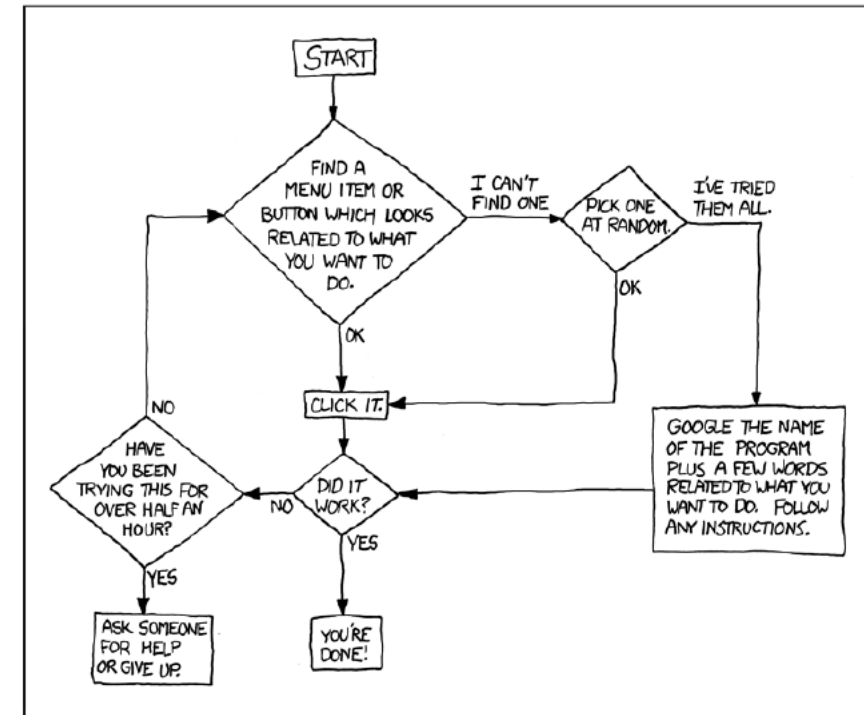 START
FIND A
MENU ITEM OR
BUTTON WHICH LOOKS
RELATED TO WHAT
YOU WANT TO
DO.
I CAN'T
FIND ONE
PICK ONE
AT RANDOM.
I'VE TRIED
THEM ALL.
OK
OK
CLICK IT.
NO
HAVE
YOU BEEN
TRYING THIS FOR
OVER HALF AN
HOUR?
NO
DID IT
WORK?
GOOGLE THE NAME
OF THE PROGRAM
PLUS A FEW WORDS
RELATED TO WHAT YOU
WANT TO DO. FOLLOW
ANY INSTRUCTIONS.
YES
YES
ASK SOMEONE
FOR HELP
OR GIVE UP.
YOU'RE
DONE!